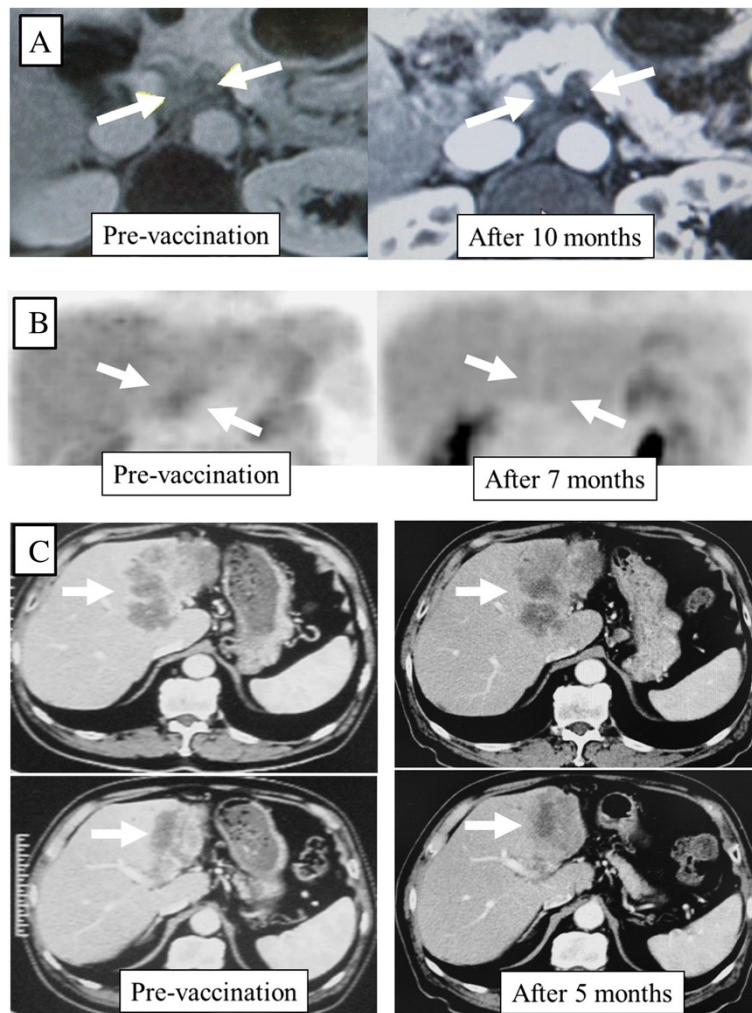 A
Pre-vaccination
After 10 months
B
Pre-vaccination
After 7 months
C
Pre-vaccination
After 5 months